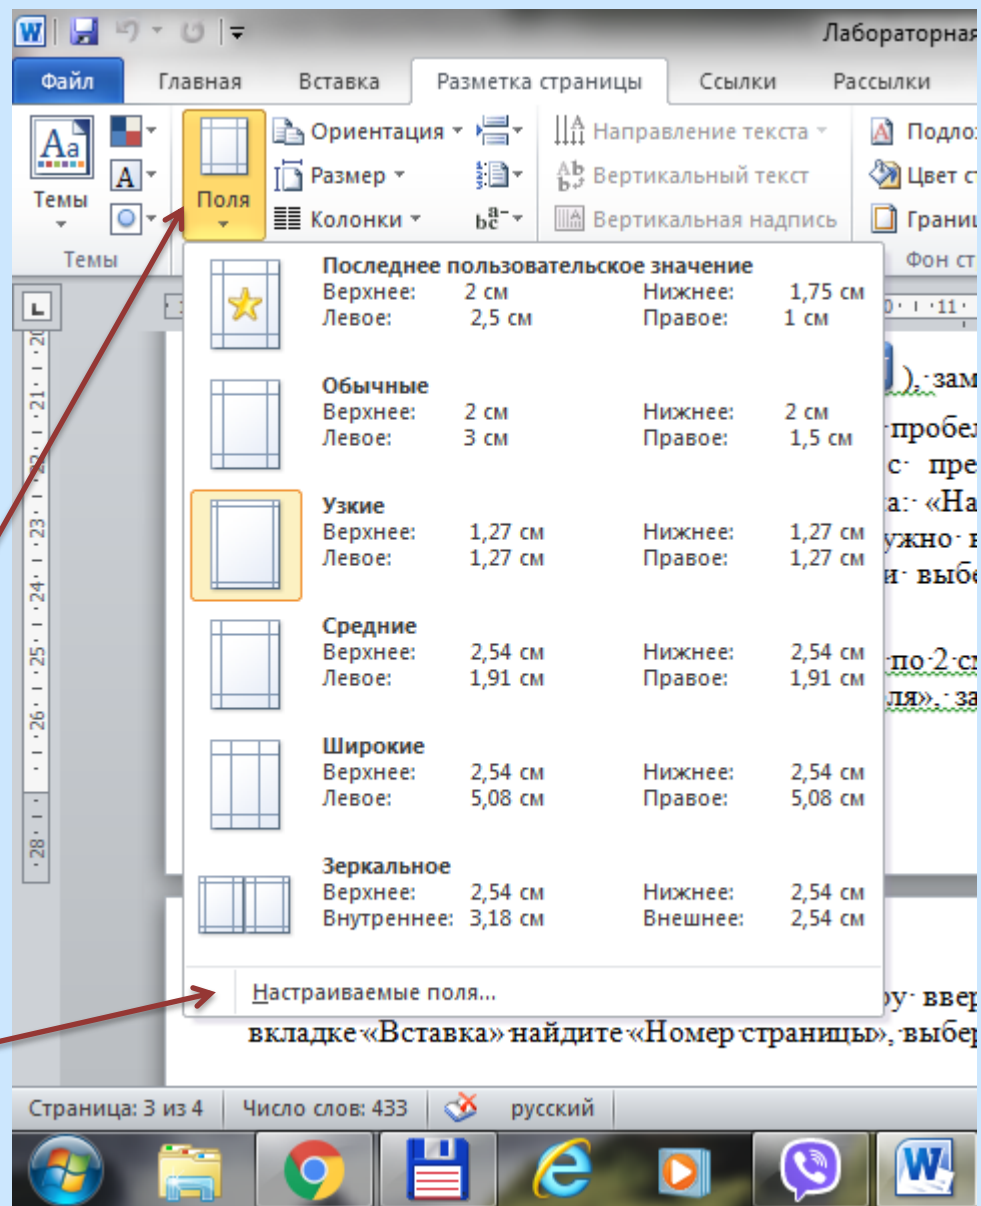 Лабораторная
Файл Главная Вставка Разметка страницы Ссылки Рассылки
Темы
Поля
Ориентация
Размер
Колонки
Направление текста
Вертикальный текст
Вертикальная надпись
Подло
Цвет с
Грани
Темы
Фон ст
Последнее пользовательское значение
Верхнее: 2 см Нижнее: 1,75 см
Левое: 2,5 см Правое: 1 см
Обычные
Верхнее: 2 см Нижнее: 2 см
Левое: 3 см Правое: 1,5 см
Узкие
Верхнее: 1,27 см Нижнее: 1,27 см
Левое: 1,27 см Правое: 1,27 см
Средние
Верхнее: 2,54 см Нижнее: 2,54 см
Левое: 1,91 см Правое: 1,91 см
Широкие
Верхнее: 2,54 см Нижнее: 2,54 см
Левое: 5,08 см Правое: 5,08 см
Зеркальное
Верхнее: 2,54 см Нижнее: 2,54 см
Внутреннее: 3,18 см Внешнее: 2,54 см
Настраиваемые поля...
), зам
пробел
с пре
а: «На
ужно в
и выбе
по 2 с
ля», за
ру ввер
вкладке «Вставка» найдите «Номер страницы», выбер
Страница: 3 из 4 Число слов: 433 русский